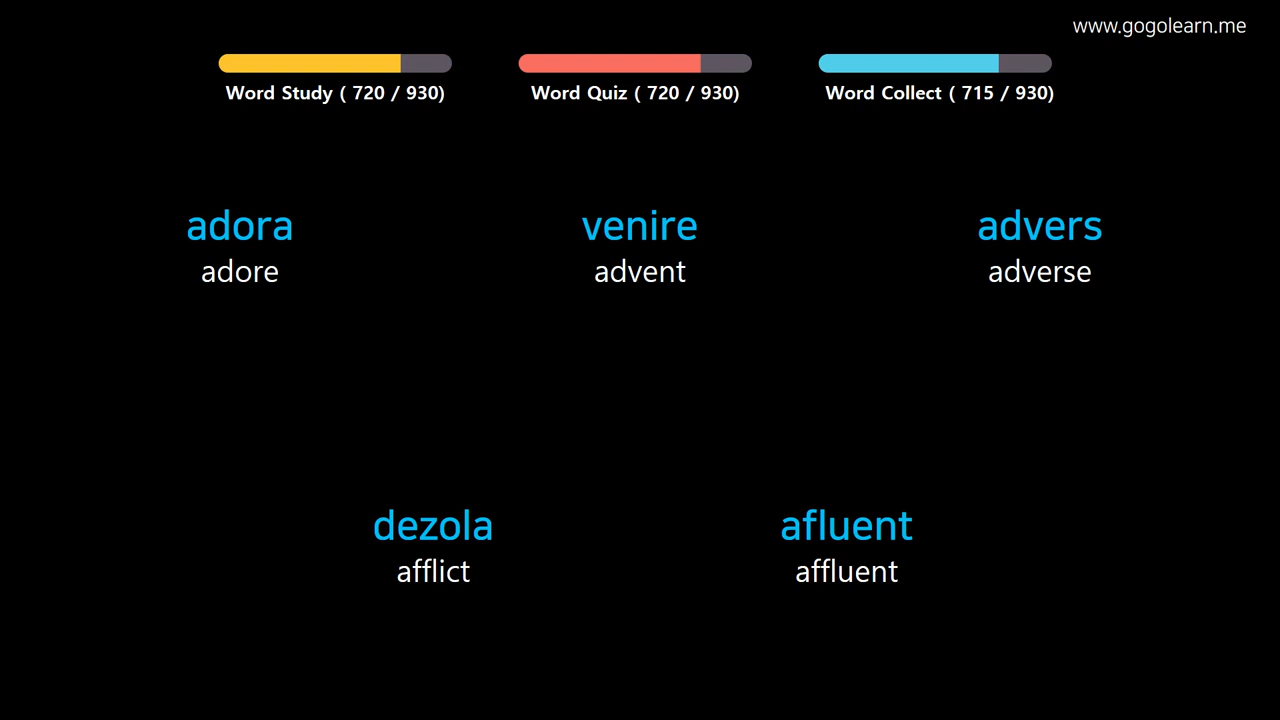 www.gogolearn.me
Word Study ( 720 / 930)
Word Quiz ( 720 / 930)
Word Collect ( 715 / 930)
adora
adore
venire
advent
advers
adverse
dezola
afflict
afluent
affluent